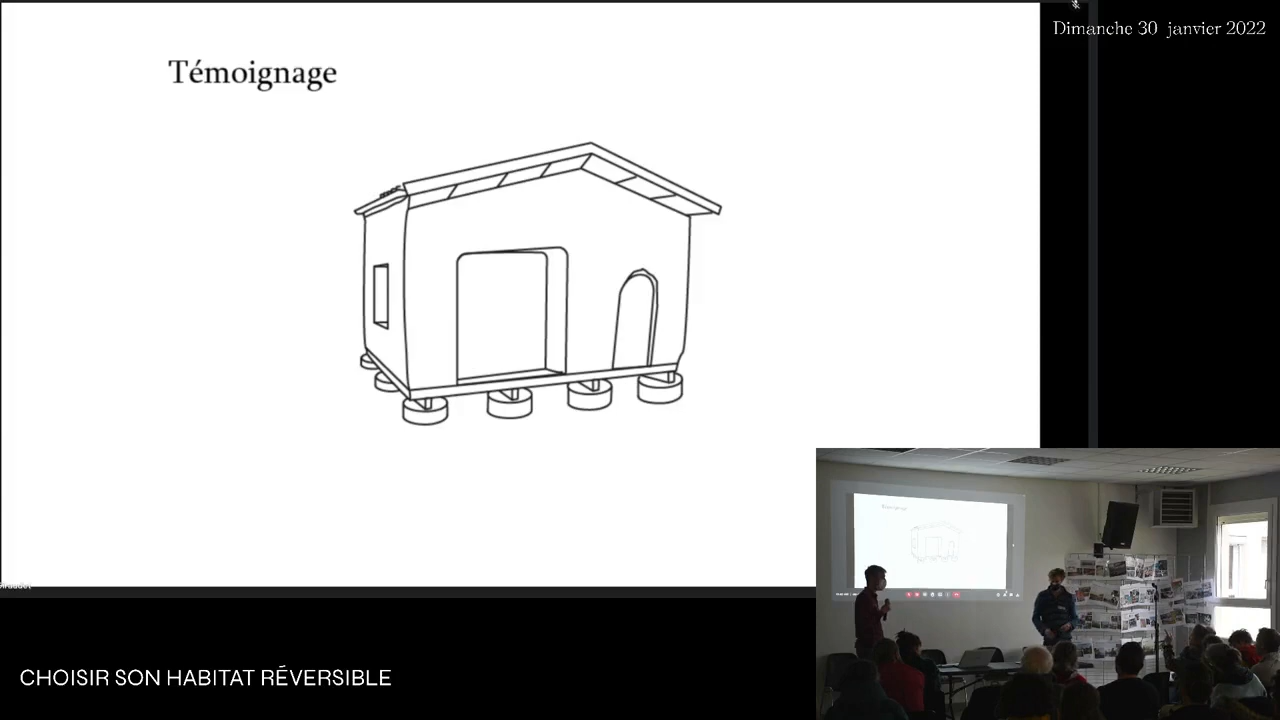 Dimanche 30 janvier 2022
Témoignage
CHOISIR SON HABITAT RÉVERSIBLE